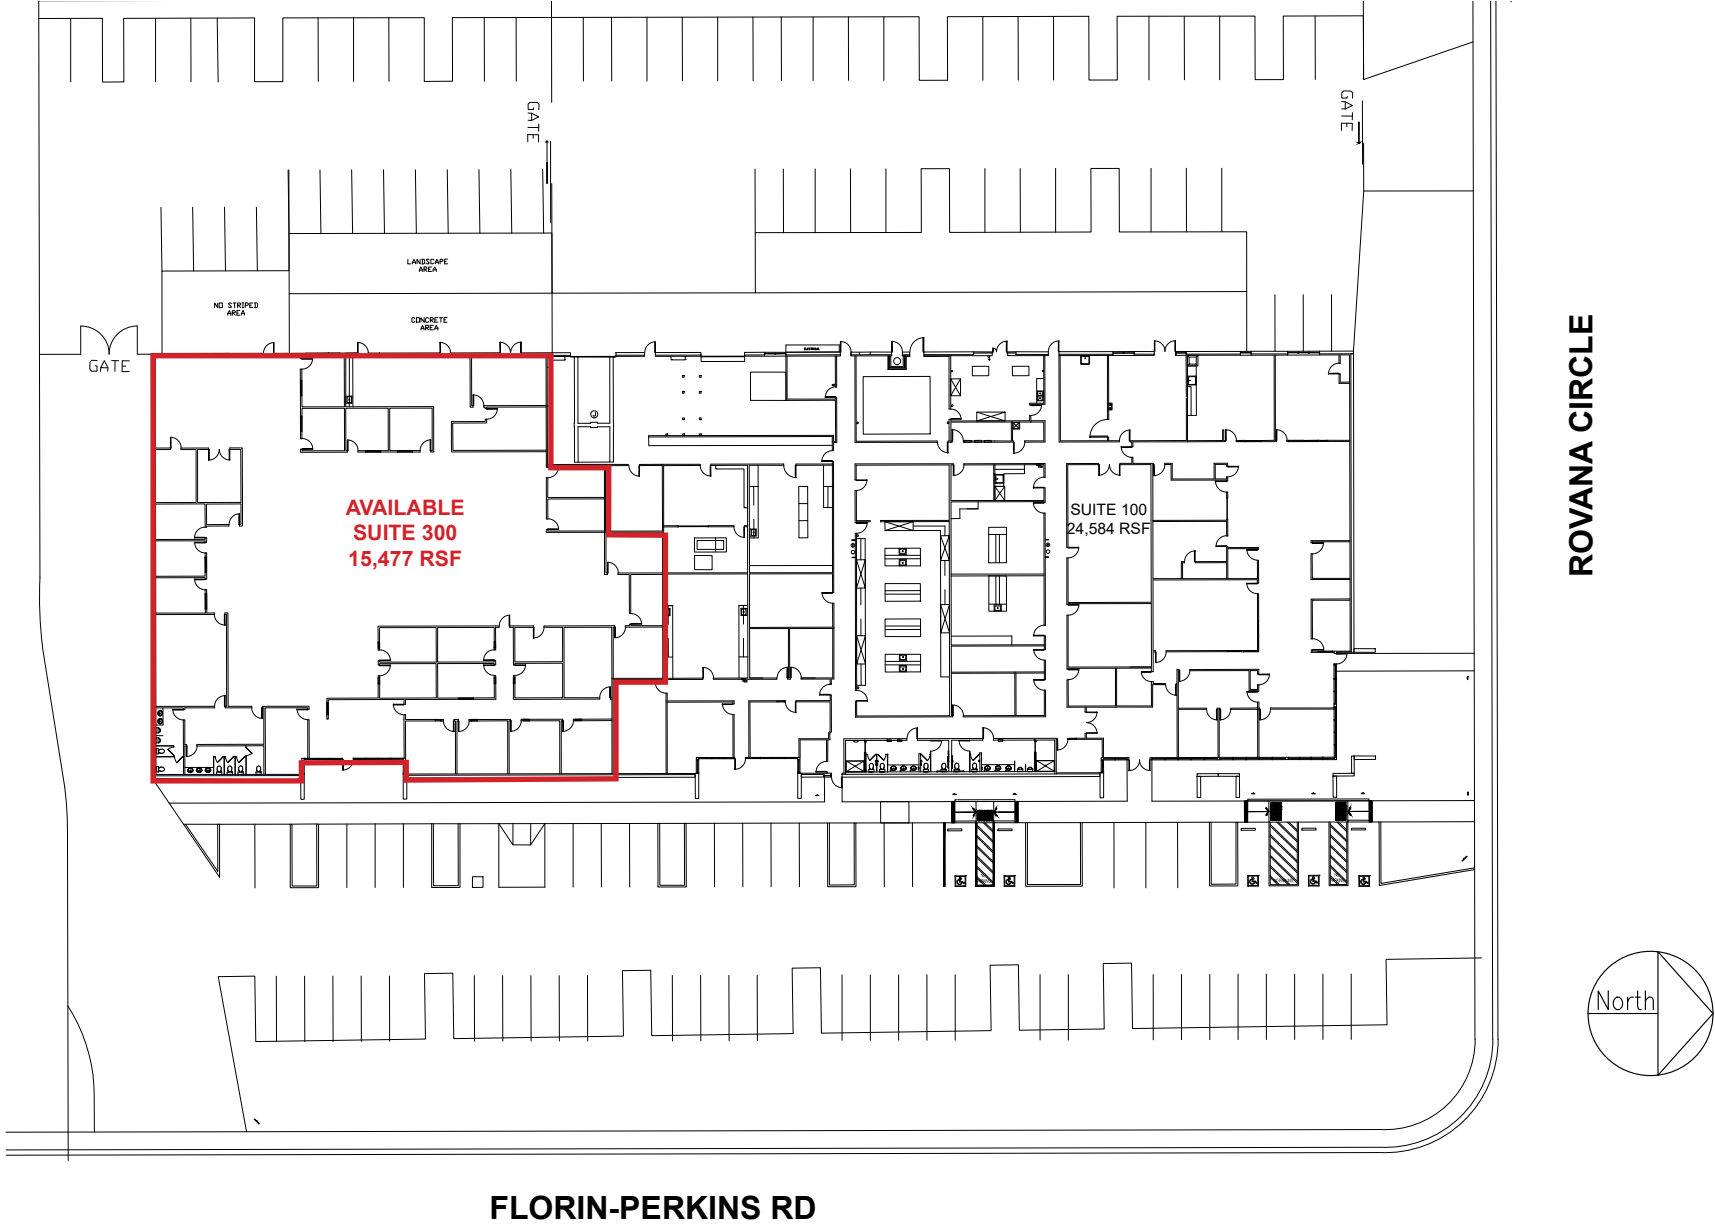 GATE
GATE
LANDSCAPE
AREA
NO STRIPED
AREA
CONCRETE
AREA
GATE
ELECTRICAL
AVAILABLE
SUITE 300
15,477 RSF
SUITE 100
24,584 RSF
ROVANA CIRCLE
North
FLORIN-PERKINS RD